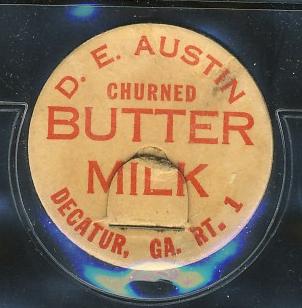 D. E. AUSTIN
CHURNED
BUTTER
MILK
DECATUR, GA. RT. 1